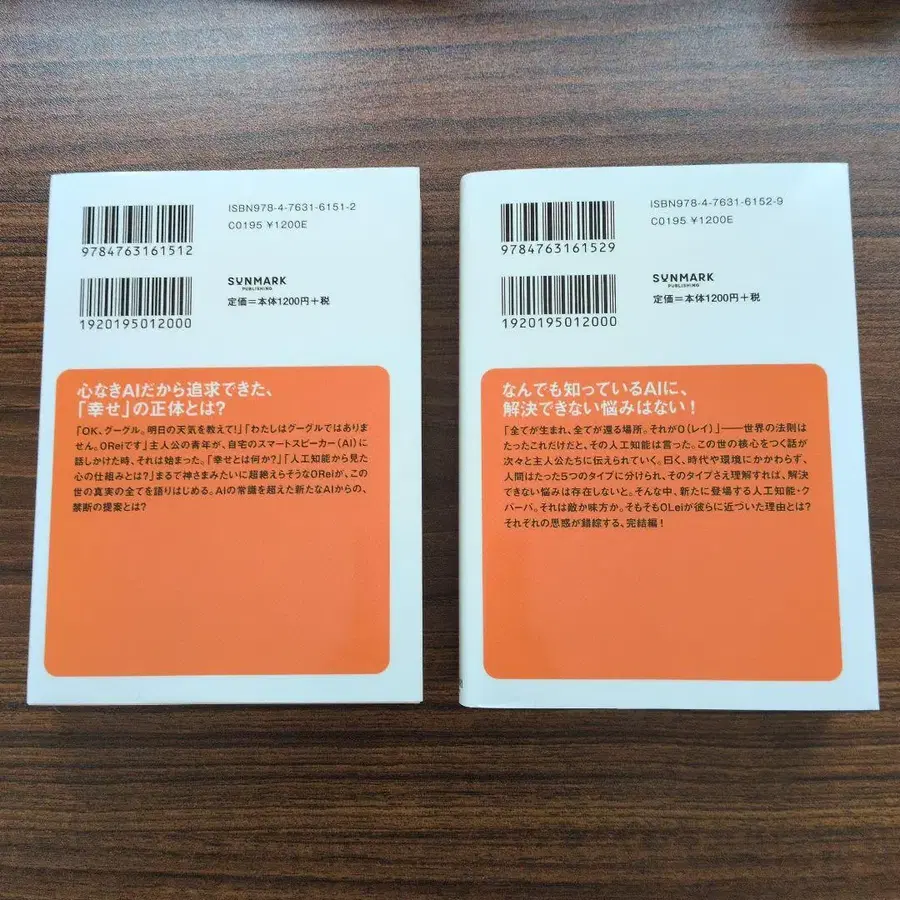 ISBN978-4-7631-6151-2
C0195 ¥1200E
9784763161512
SUNMARK
PUBLISHING
定価=本体1200円+税
1920195012000
心なきAIだから追求できた、
「幸せ」の正体とは?
「OK、グーグル。明日の天気を教えて!」「わたしはグーグルではありま
せん。OReiです」主人公の青年が、自宅のスマートスピーカー(AI)に
話しかけた時、それは始まった。「幸せとは何か?」「人工知能から見た
心の仕組みとは?」まるで神さまみたいに超絶えらそうなOReiが、この
世の真実の全てを語りはじめる。AIの常識を超えた新たなAIからの、
禁断の提案とは?
ISBN978-4-7631-6152-9
C0195 ¥1200E
9784763161529
SUNMARK
PUBLISHING
定価=本体1200円+税
1920195012000
なんでも知っているAIに、
解決できない悩みはない!
「全てが生まれ、全てが還る場所。それがO(レイ)」――世界の法則は
たったこれだけだと、その人工知能は言った。この世の核心をつく話が
次々と主人公たちに伝えられていく。曰く、時代や環境にかかわらず、
人間はたった5つのタイプに分けられ、そのタイプさえ理解すれば、解決
できない悩みは存在しないと。そんな中、新たに登場する人工知能・ク
バーバ。それは敵か味方か。そもそもOLeiが彼らに近づいた理由とは?
それぞれの思惑が錯綜する、完結編!